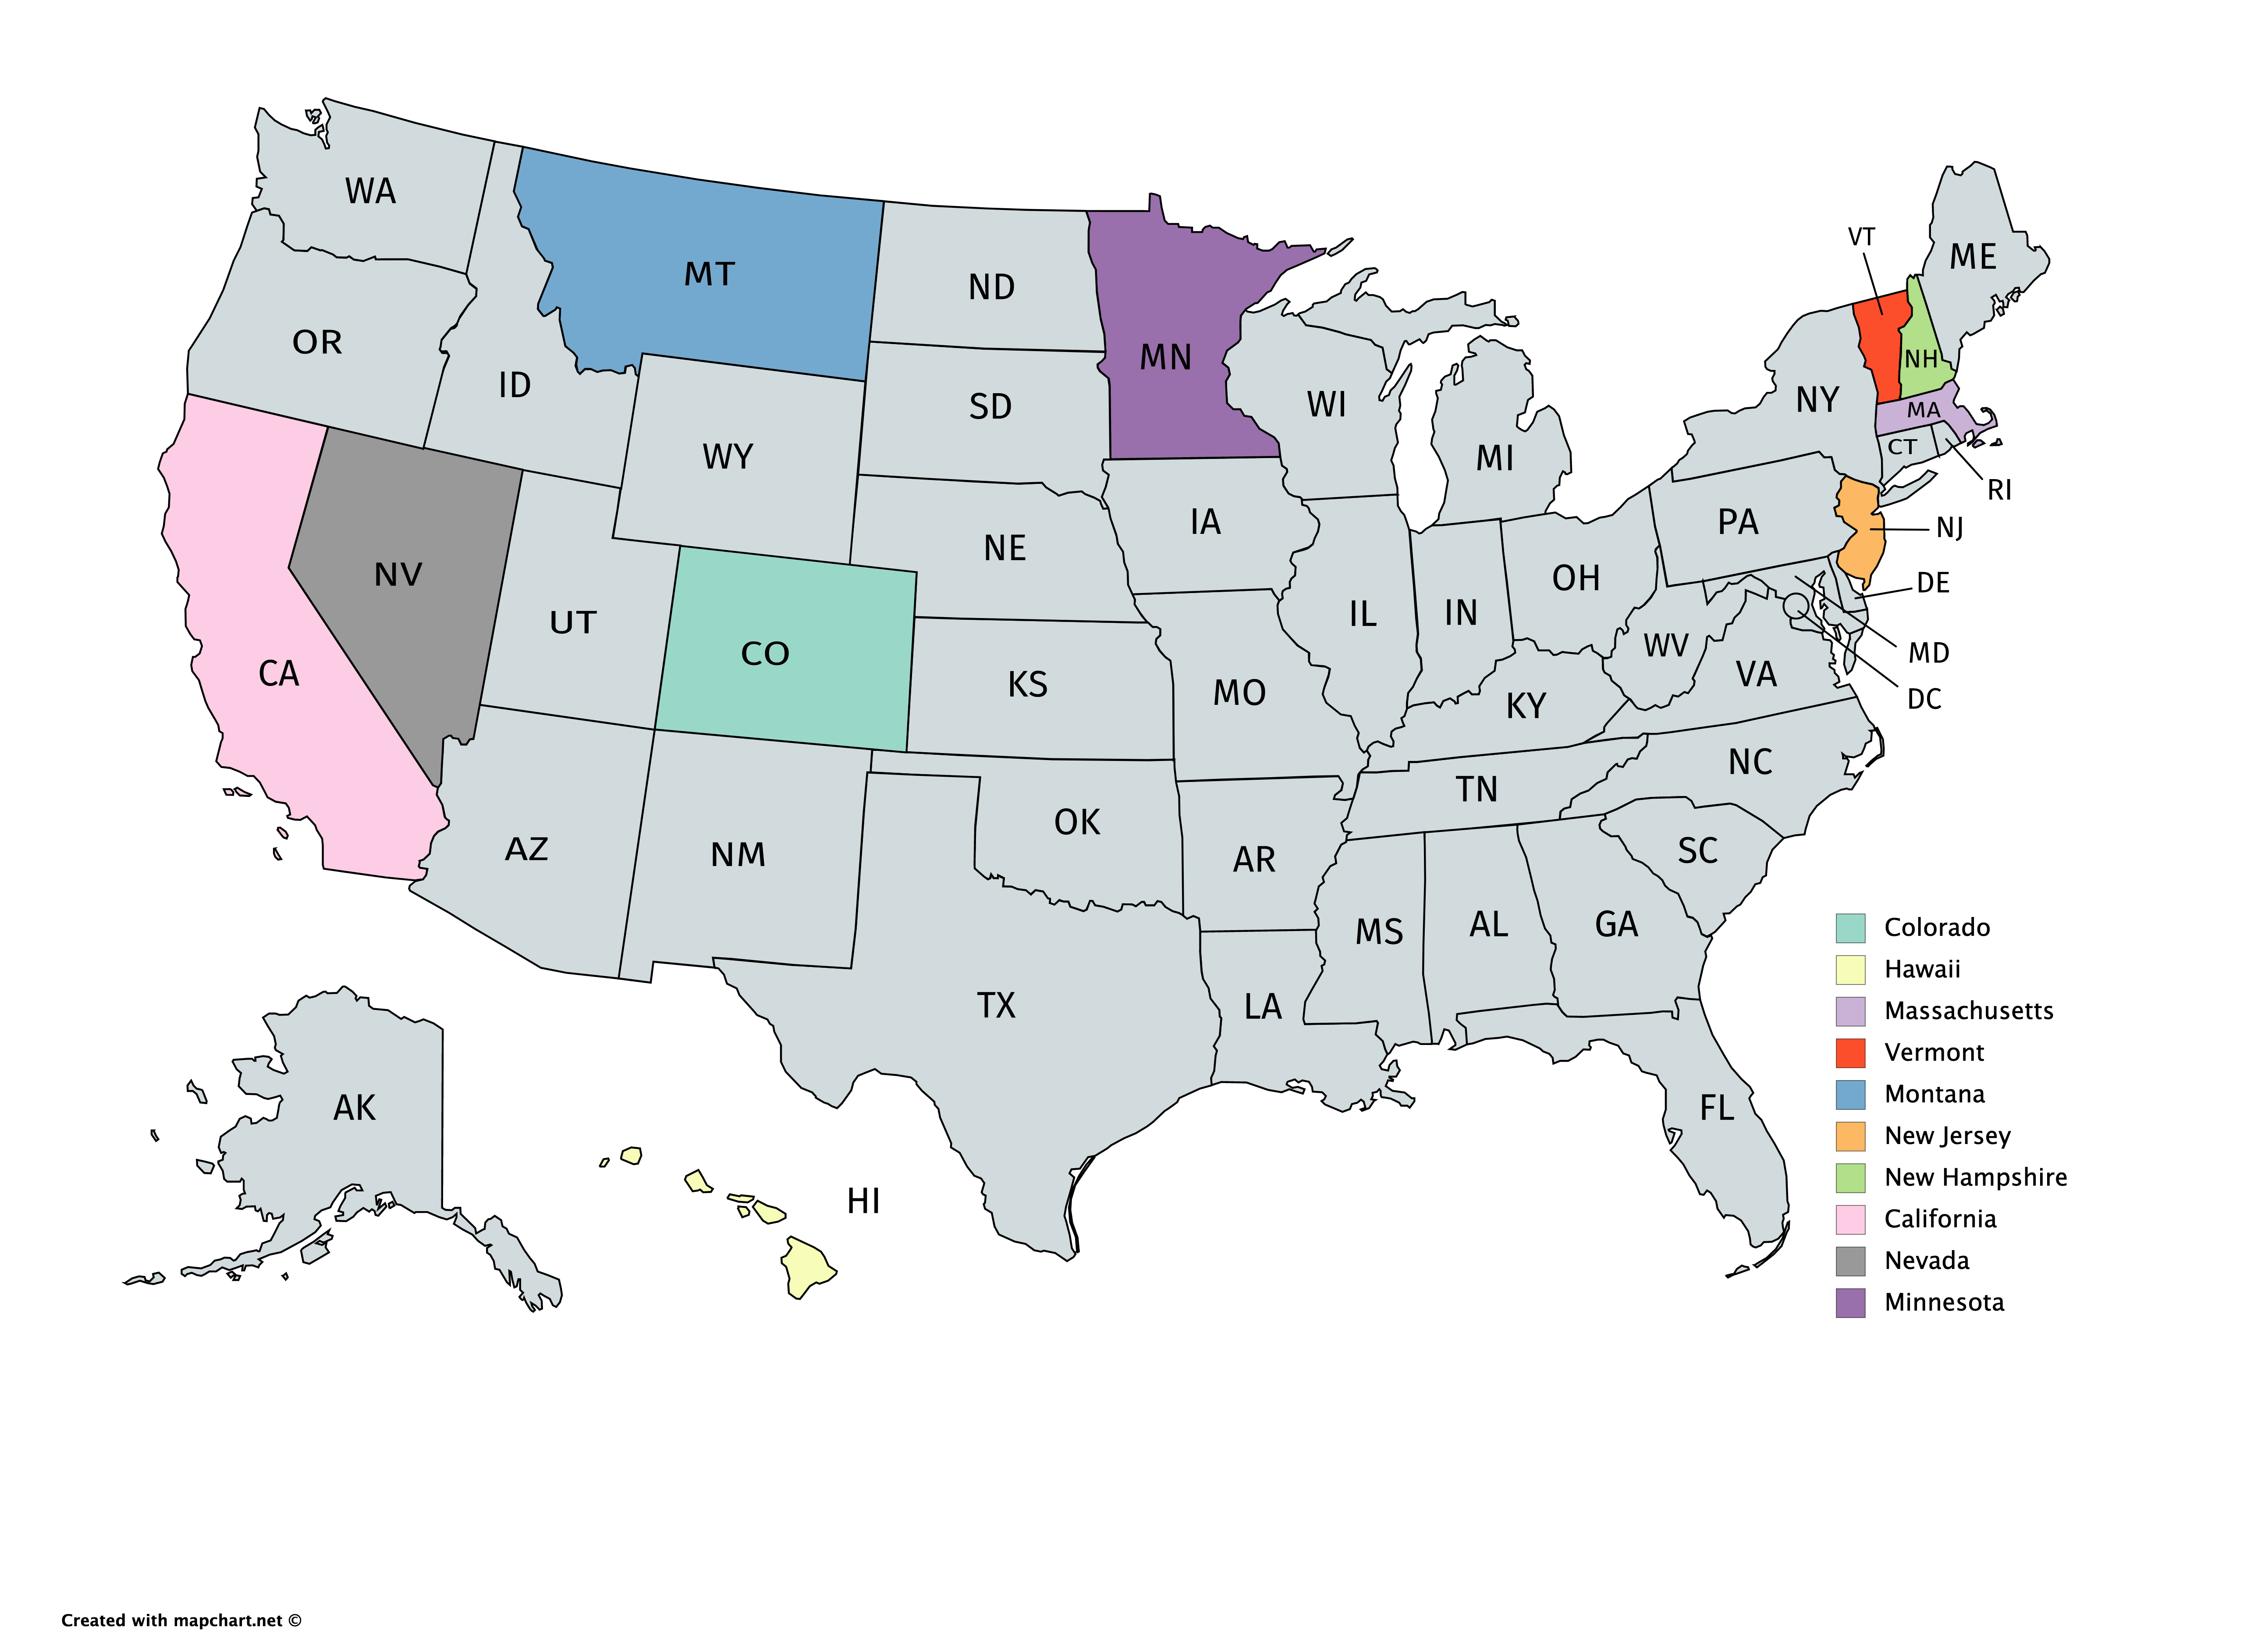 WA
MT
ND
MN
VT
ME
OR
ID
SD
WI
NH
NY
MA
WY
MI
CT
RI
IA
PA
NJ
NE
NV
OH
DE
UT
IL
IN
CO
WV
MD
CA
KS
MO
VA
DC
KY
NC
TN
OK
AZ
NM
AR
SC
MS
AL
GA
TX
LA
AK
FL
HI
Colorado
Hawaii
Massachusetts
Vermont
Montana
New Jersey
New Hampshire
California
Nevada
Minnesota
Created with mapchart.net ©